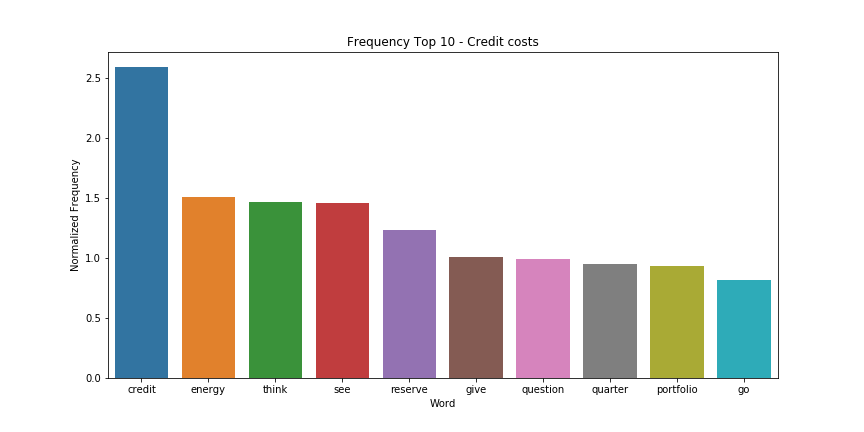 Frequency Top 10 - Credit costs
Normalized Frequency
2.5
2.0
1.5
1.0
0.5
0.0
credit energy think see reserve give question quarter portfolio go
Word